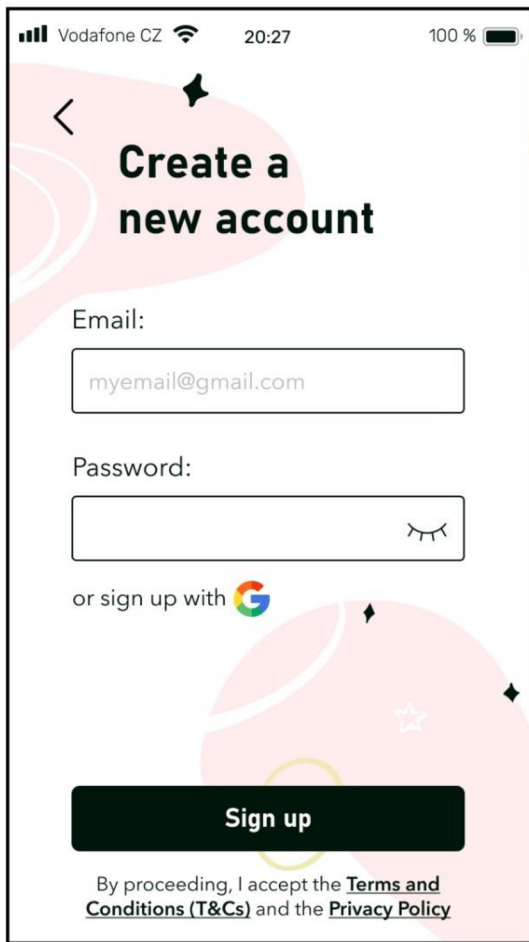 Vodafone CZ 20:27 100 %
Create a
new account
Email:
myemail@gmail.com
Password:
or sign up with
Sign up
By proceeding, I accept the Terms and
Conditions (T&Cs) and the Privacy Policy